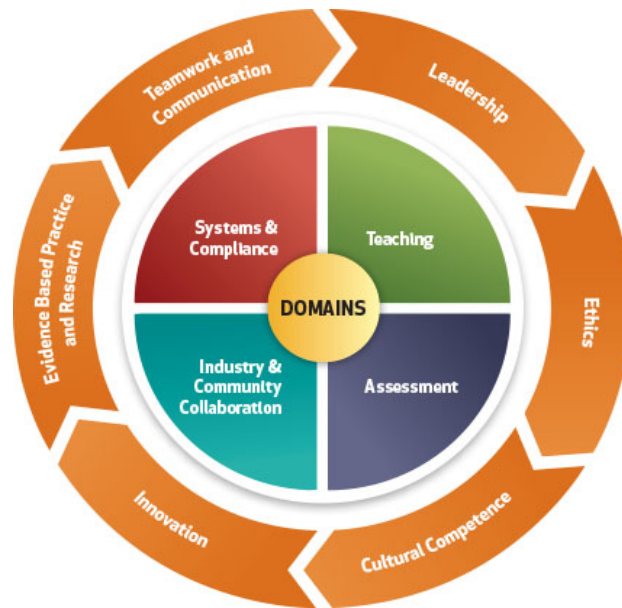 Teamwork and
Communication
Leadership
Ethics
Cultural Competence
Innovation
Evidence Based Practice
and Research
Systems &
Compliance
Teaching
DOMAINS
Industry &
Community
Collaboration
Assessment